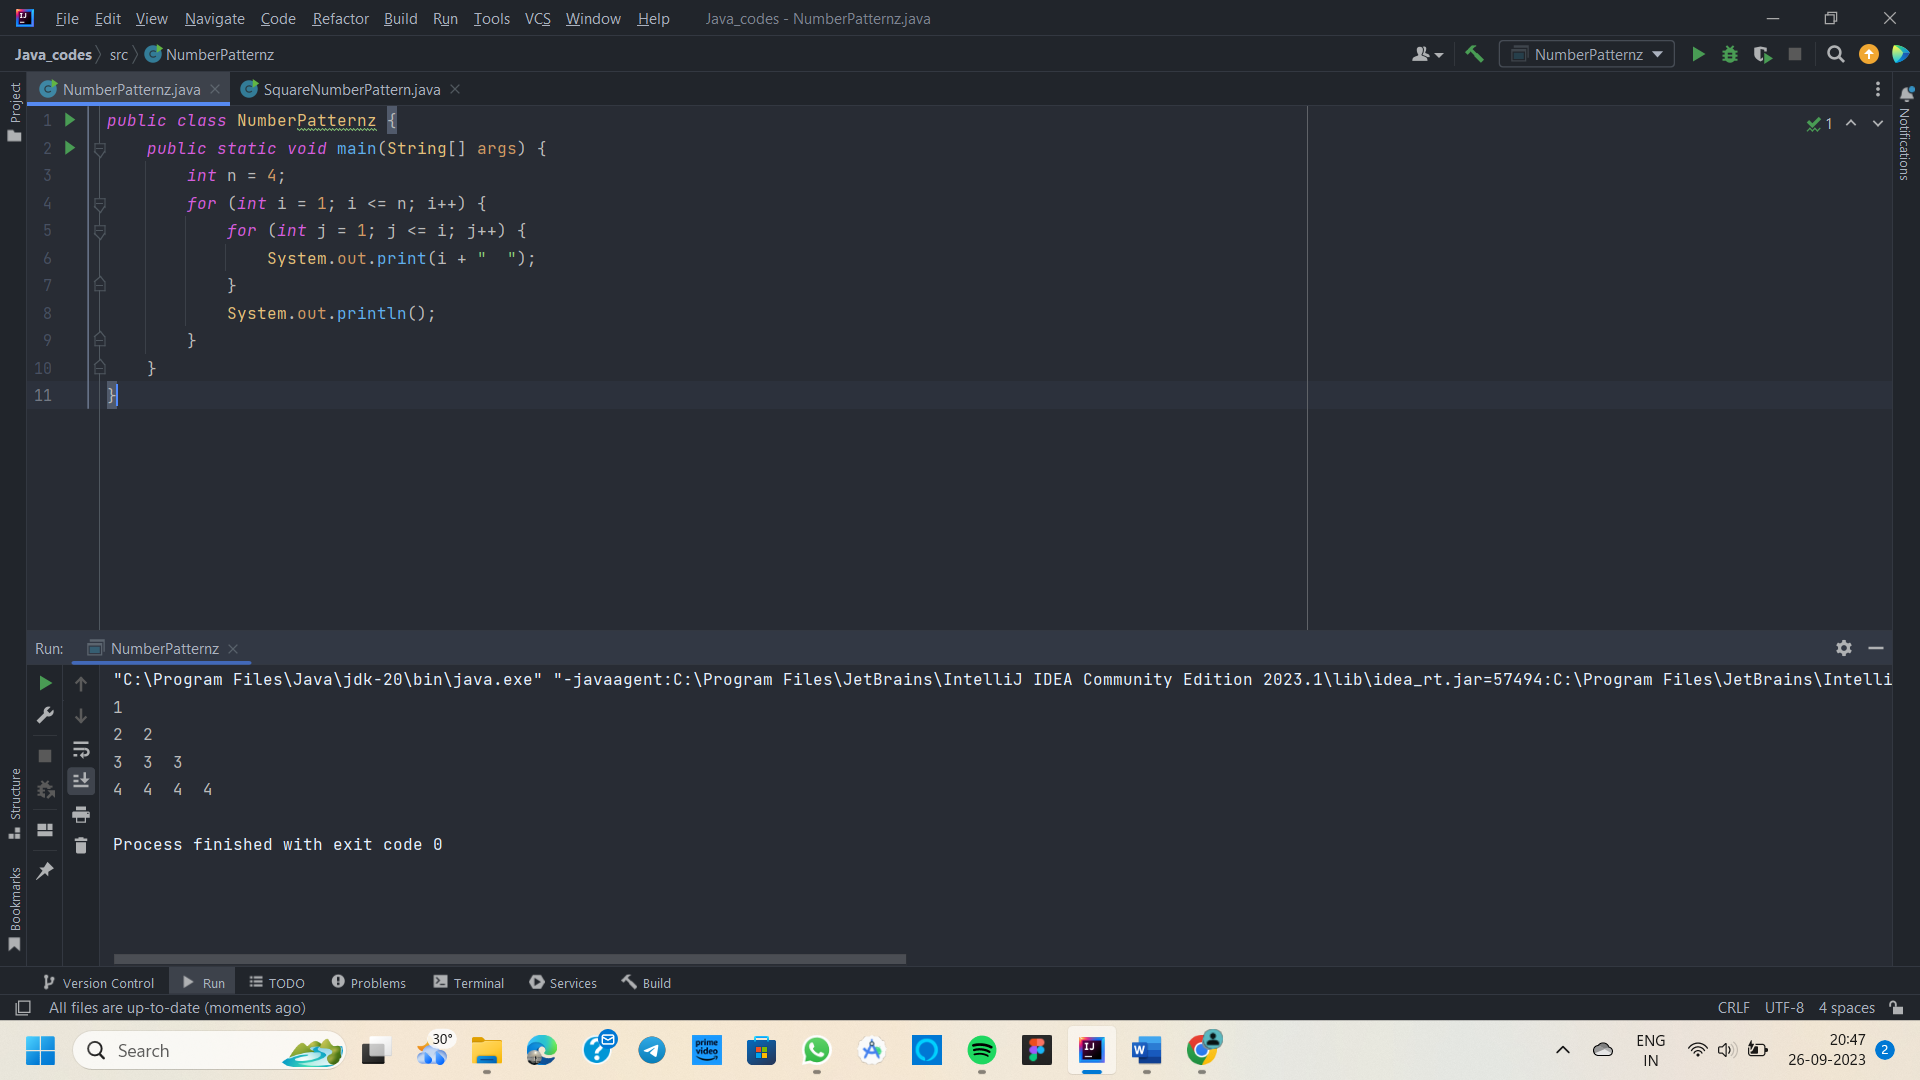 File Edit View Navigate Code Refactor Build Run Tools VCS Window Help Java_codes - NumberPatternz.java
Java_codes src NumberPatternz NumberPatternz
Project NumberPatternz.java SquareNumberPattern.java
Notifications
1 public class NumberPatternz { 1
2 public static void main(String[] args) {
3 int n = 4;
4 for (int i = 1; i <= n; i++) {
5 for (int j = 1; j <= i; j++) {
6 System.out.print(i + "  ");
7 }
8 System.out.println();
9 }
10 }
11 }
Run: NumberPatternz
"C:\Program Files\Java\jdk-20\bin\java.exe" "-javaagent:C:\Program Files\JetBrains\IntelliJ IDEA Community Edition 2023.1\lib\idea_rt.jar=57494:C:\Program Files\JetBrains\Intelli
1
2  2
3  3  3
4  4  4  4
Structure
Process finished with exit code 0
Bookmarks
Version Control Run TODO Problems Terminal Services Build
All files are up-to-date (moments ago) CRLF UTF-8 4 spaces
Search 30° prime video IJ W ENG 20:47
IN 26-09-2023 2